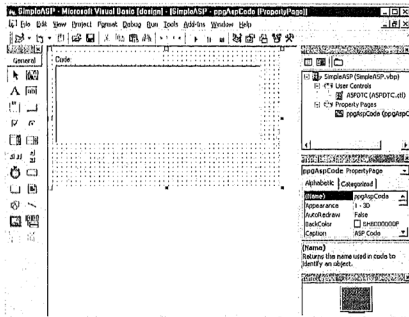 SimpleASP - Microsoft Visual Basic [design] - [SimpleASP - ppgAspCode (PropertyPage)]
File Edit View Project Format Debug Run Tools Add-Ins Window Help
General
Code:
SimpleASP (SimpleASP.vbp)
User Controls
ASPDTC (ASPDTC.ctl)
Property Pages
ppgAspCode (ppgAspC
ppgAspCode PropertyPage
Alphabetic Categorized
(Name) ppgAspCode
Appearance 1 - 3D
AutoRedraw False
BackColor &H8000000F
Caption ASP Code
(Name)
Returns the name used in code to
identify an object.